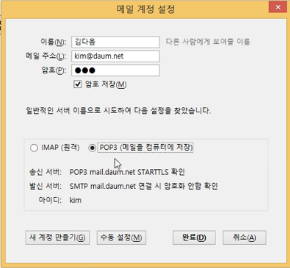 메일 계정 설정
이름(N): 김다음 다른 사람에게 보여줄 이름
메일 주소(L): kim@daum.net
암호(P): ●●●
암호 저장(M)
일반적인 서버 이름으로 시도하여 다음 설정을 찾았습니다.
IMAP (원격) POP3 (메일을 컴퓨터에 저장)
송신 서버: POP3 mail.daum.net STARTTLS 확인
발신 서버: SMTP mail.daum.net 연결 시 암호화 안함 확인
아이디: kim
새 계정 만들기(G) 수동 설정(M) 완료(D) 취소(A)